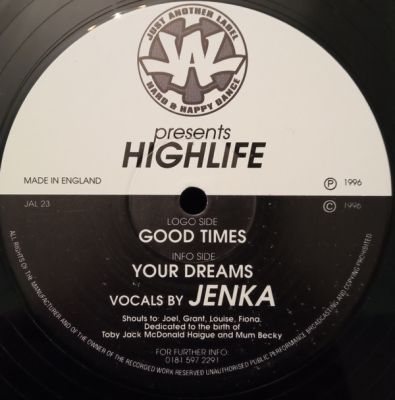 JUST ANOTHER LABEL
JAL
HARD & HAPPY DANCE
presents
HIGHLIFE
MADE IN ENGLAND
℗ 1996
JAL 23
© 1996
LOGO SIDE
GOOD TIMES
INFO SIDE
YOUR DREAMS
VOCALS BY JENKA
Shouts to: Joel, Grant, Louise, Fiona.
Dedicated to the birth of
Toby Jack McDonald Haigue and Mum Becky
FOR FURTHER INFO:
0181 597 2291
ALL RIGHTS OF THE MANUFACTURER AND OF THE OWNER OF THE RECORDED WORK RESERVED UNAUTHORISED PUBLIC PERFORMANCE BROADCASTING AND COPYING PROHIBITED